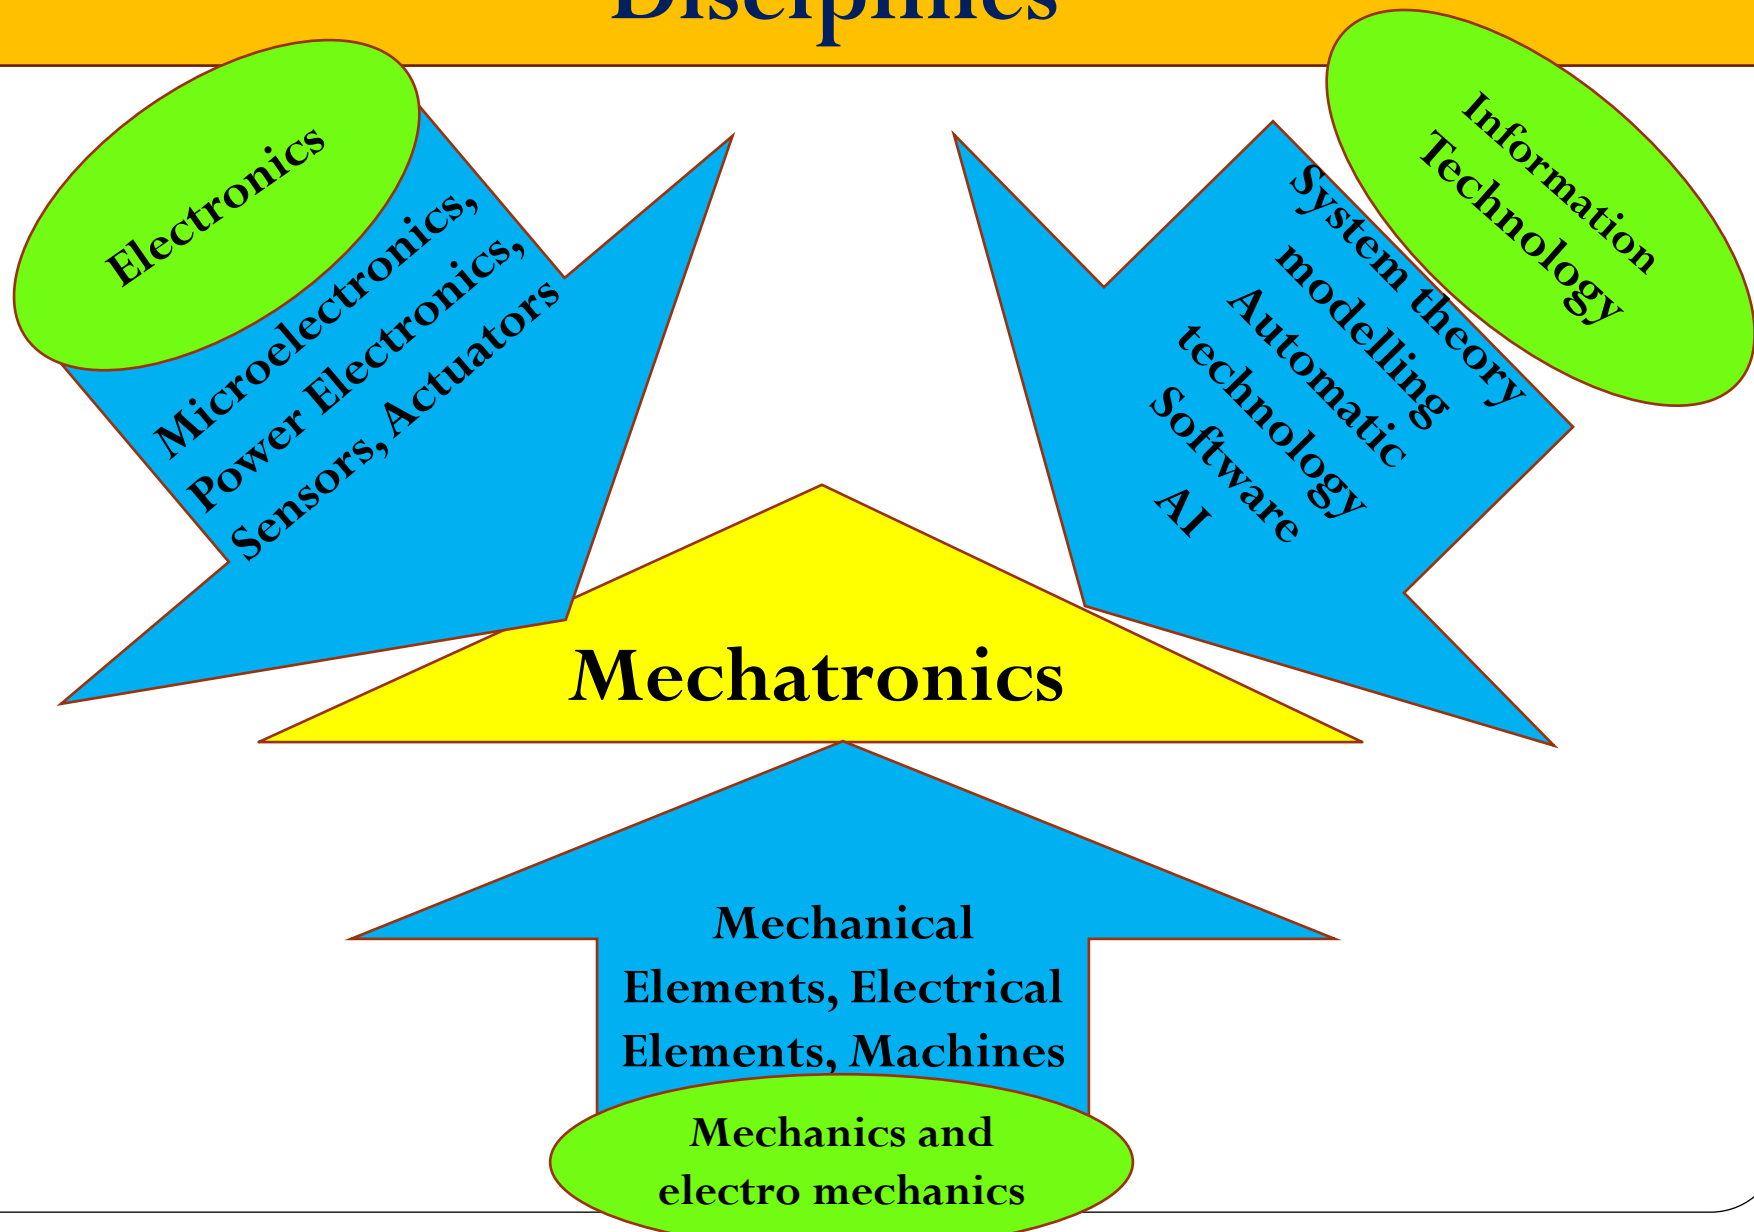 Disciplines
Electronics
Microelectronics,
Power Electronics,
Sensors, Actuators
Information
Technology
System theory
modelling
Automatic
technology
Software
AI
Mechatronics
Mechanical
Elements, Electrical
Elements, Machines
Mechanics and
electro mechanics